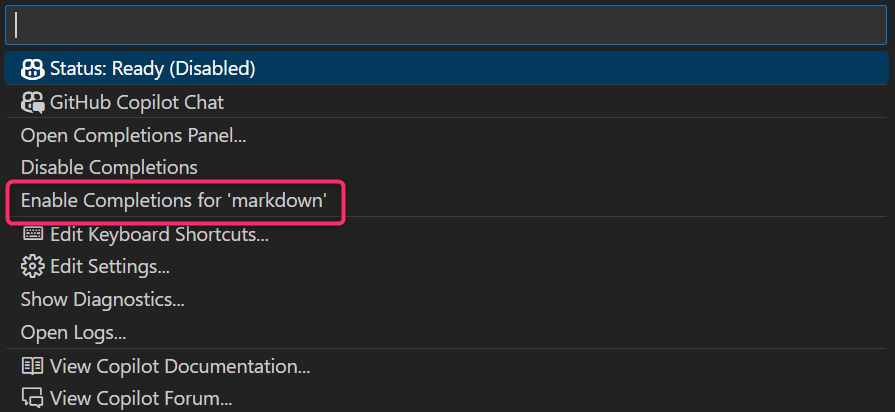 Status: Ready (Disabled)
GitHub Copilot Chat
Open Completions Panel...
Disable Completions
Enable Completions for 'markdown'
Edit Keyboard Shortcuts...
Edit Settings...
Show Diagnostics...
Open Logs...
View Copilot Documentation...
View Copilot Forum...